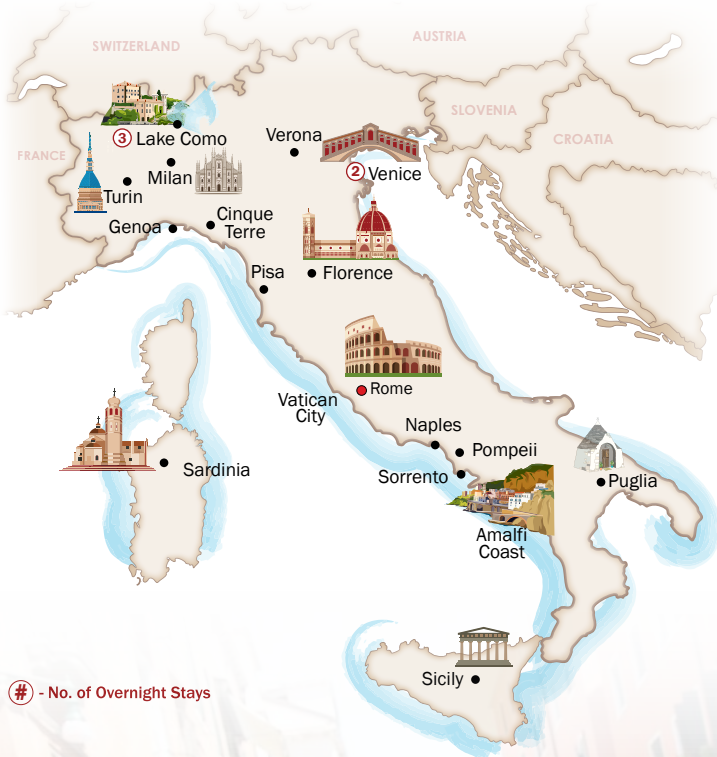 AUSTRIA
SWITZERLAND
SLOVENIA
CROATIA
FRANCE
3 Lake Como
Verona
2 Venice
Milan
Turin
Genoa
Cinque
Terre
Pisa
Florence
Rome
Vatican
City
Naples
Pompeii
Sorrento
Sardinia
Puglia
Amalfi
Coast
Sicily
# - No. of Overnight Stays